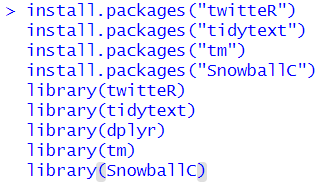 > install.packages("twitteR")
install.packages("tidytext")
install.packages("tm")
install.packages("SnowballC")
library(twitteR)
library(tidytext)
library(dplyr)
library(tm)
library(SnowballC)